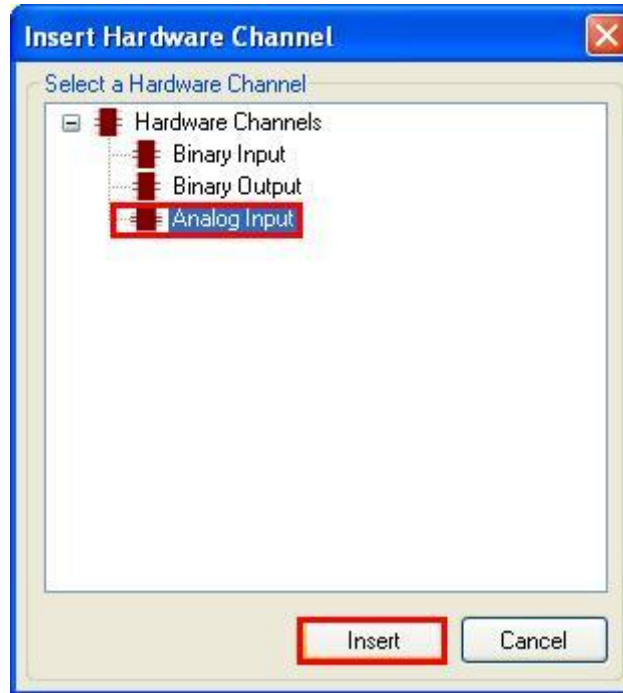 Insert Hardware Channel
Select a Hardware Channel
Hardware Channels
Binary Input
Binary Output
Analog Input
Insert
Cancel